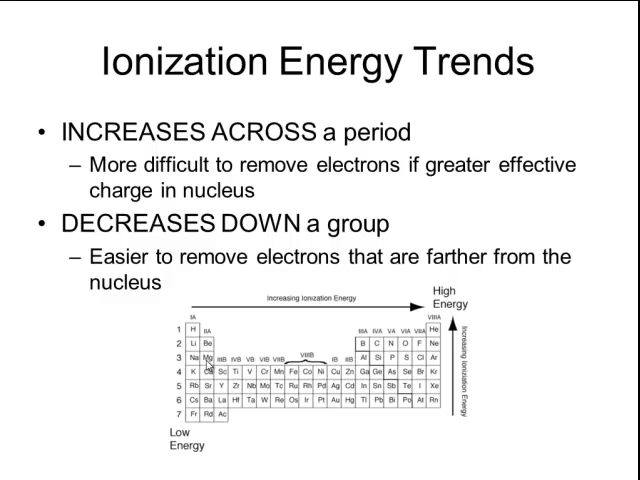 Ionization Energy Trends
• INCREASES ACROSS a period
– More difficult to remove electrons if greater effective
charge in nucleus
• DECREASES DOWN a group
– Easier to remove electrons that are farther from the
nucleus
High
Energy
Increasing Ionization Energy
IA VIIIA
1 H IIA IIIA IVA VA VIA VIIA He
2 Li Be B C N O F Ne
3 Na Mg IIIB IVB VB VIB VIIB VIIIB IB IIB Al Si P S Cl Ar
4 K Ca Sc Ti V Cr Mn Fe Co Ni Cu Zn Ga Ge As Se Br Kr
5 Rb Sr Y Zr Nb Mo Tc Ru Rh Pd Ag Cd In Sn Sb Te I Xe
6 Cs Ba La Hf Ta W Re Os Ir Pt Au Hg Tl Pb Bi Po At Rn
7 Fr Rd Ac
Increasing Ionization Energy
Low
Energy